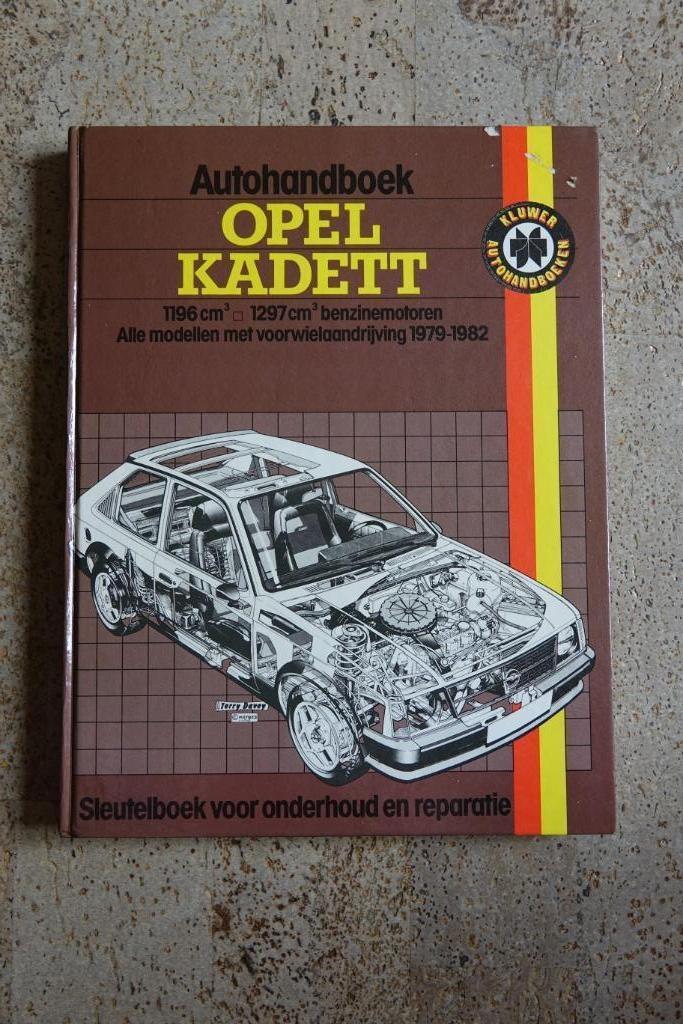 Autohandboek
OPEL
KADETT
KLUWER
AUTOHANDBOEKEN
1196 cm³ □ 1297 cm³ benzinemotoren
Alle modellen met voorwielaandrijving 1979-1982
Terry Davey
Sleutelboek voor onderhoud en reparatie